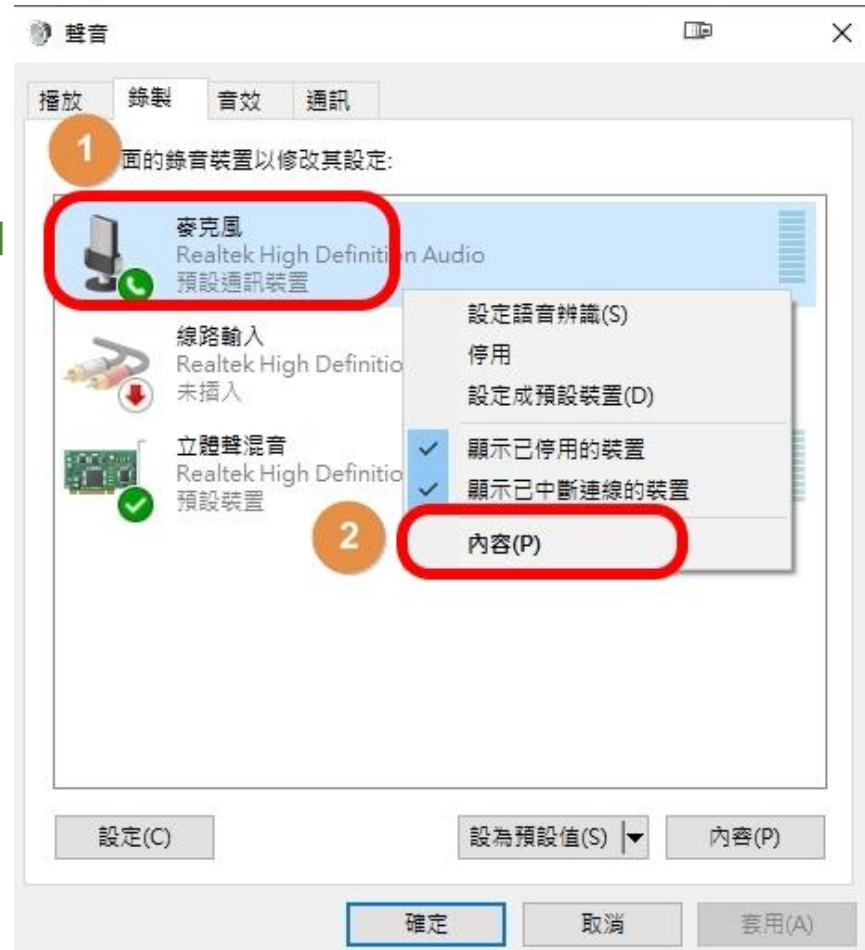 聲音
播放
錄製
音效
通訊
1
面的錄音裝置以修改其設定:
麥克風
Realtek High Definition Audio
預設通訊裝置
線路輸入
Realtek High Definitio
未插入
立體聲混音
Realtek High Definitio
預設裝置
設定語音辨識(S)
停用
設定成預設裝置(D)
顯示已停用的裝置
顯示已中斷連線的裝置
2
內容(P)
設定(C)
設為預設值(S)
內容(P)
確定
取消
套用(A)